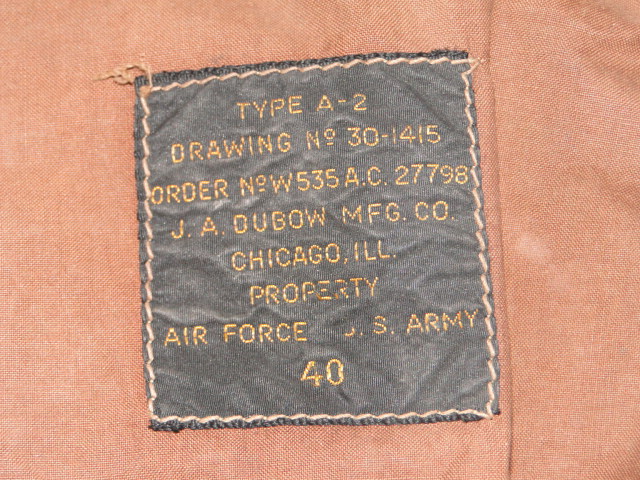 TYPE A-2
DRAWING Nº 30-1415
ORDER Nº W535 A.C. 27798
J. A. DUBOW MFG. CO.
CHICAGO, ILL.
PROPERTY
AIR FORCE U. S. ARMY
40